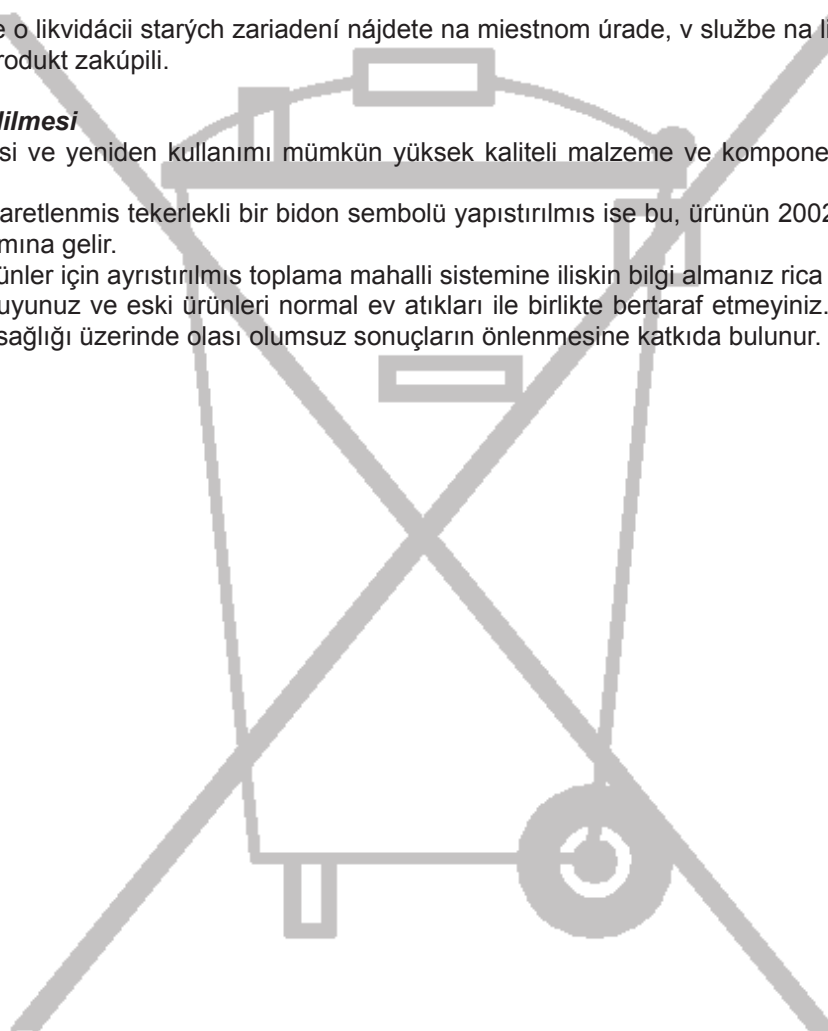 e o likvidácii starých zariadení nájdete na miestnom úrade, v službe na li
rodukt zakúpili.
dilmesi
si ve yeniden kullanımı mümkün yüksek kaliteli malzeme ve kompone
aretlenmis tekerlekli bir bidon sembolü yapıstırılmıs ise bu, ürünün 2002
mına gelir.
ünler için ayrıstırılmıs toplama mahalli sistemine iliskin bilgi almanız rica
uyunuz ve eski ürünleri normal ev atıkları ile birlikte bertaraf etmeyiniz.
sağlığı üzerinde olası olumsuz sonuçların önlenmesine katkıda bulunur.